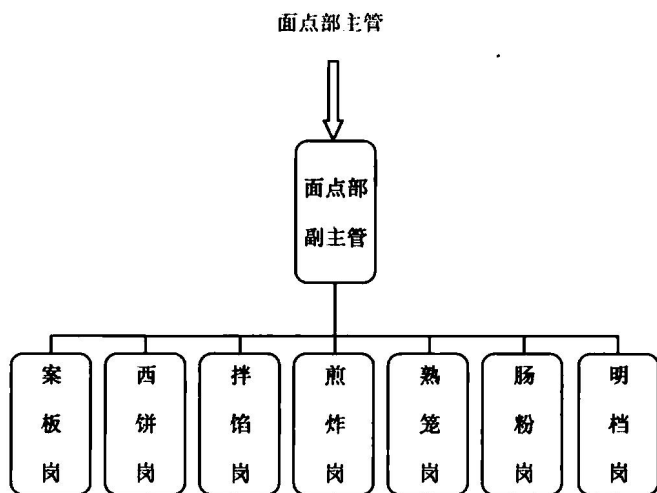 面点部主管
面点部
副主管
案板岗
西饼岗
拌馅岗
煎炸岗
熟笼岗
肠粉岗
明档岗